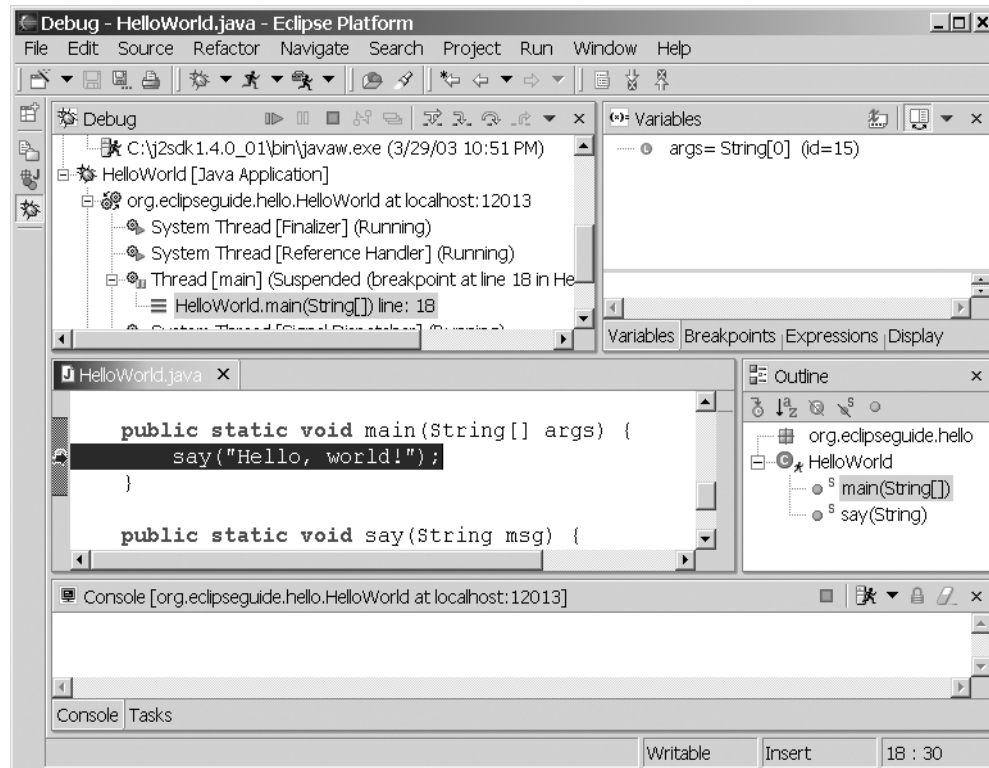 Debug - HelloWorld.java - Eclipse Platform
File Edit Source Refactor Navigate Search Project Run Window Help
Debug
C:\j2sdk1.4.0_01\bin\javaw.exe (3/29/03 10:51 PM)
HelloWorld [Java Application]
org.eclipseguide.hello.HelloWorld at localhost:12013
System Thread [Finalizer] (Running)
System Thread [Reference Handler] (Running)
Thread [main] (Suspended (breakpoint at line 18 in He
HelloWorld.main(String[]) line: 18
System Thread [Signal Dispatcher] (Running)
(x)= Variables
args= String[0] (id=15)
Variables Breakpoints Expressions Display
HelloWorld.java
public static void main(String[] args) {
say("Hello, world!");
}
public static void say(String msg) {
Outline
org.eclipseguide.hello
HelloWorld
main(String[])
say(String)
Console [org.eclipseguide.hello.HelloWorld at localhost:12013]
Console Tasks
Writable Insert 18 : 30